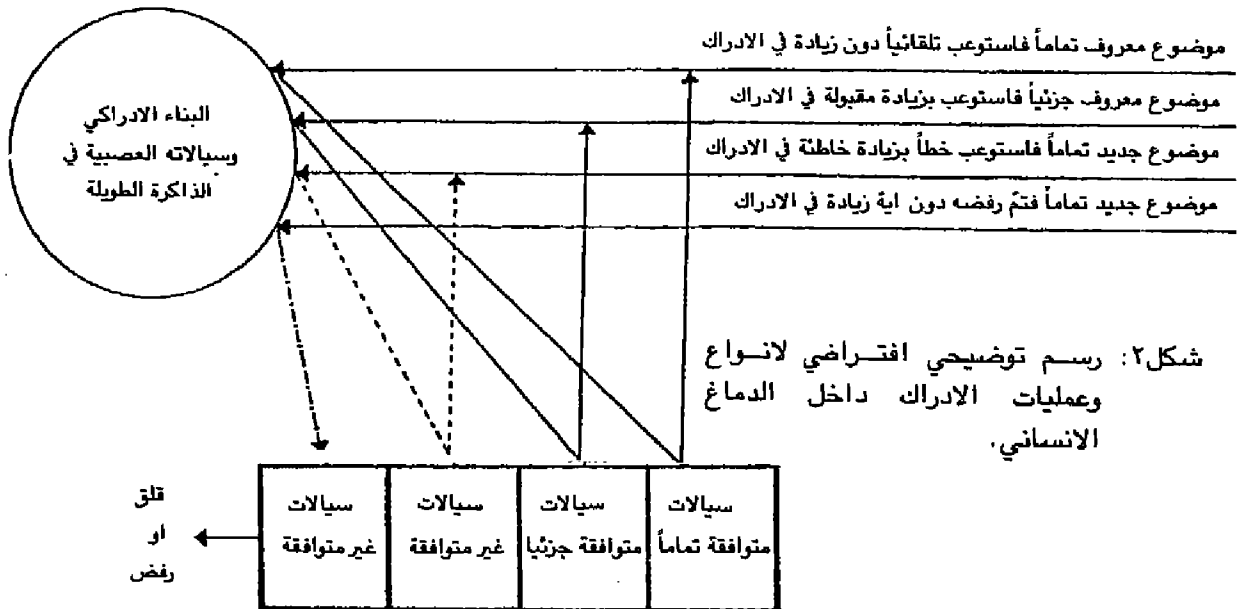 موضوع معروف تماماً فاستوعب تلقائياً دون زيادة في الادراك
موضوع معروف جزئياً فاستوعب بزيادة مقبولة في الادراك
موضوع جديد تماماً فاستوعب خطأ بزيادة خاطئة في الادراك
موضوع جديد تماماً فتمّ رفضه دون اية زيادة في الادراك
البناء الادراكي
وسيالاته العصبية في
الذاكرة الطويلة
شكل٢: رسم توضيحي افتراضي لانواع
وعمليات الادراك داخل الدماغ
الانساني.
سيالات
متوافقة تماماً
سيالات
متوافقة جزئيا
سيالات
غير متوافقة
سيالات
غير متوافقة
قلق
او
رفض